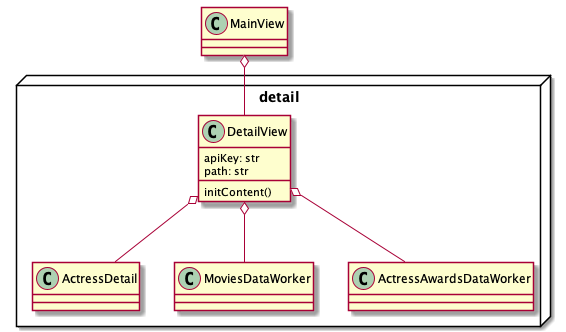 C MainView
detail
C DetailView
apiKey: str
path: str
initContent()
C ActressDetail
C MoviesDataWorker
C ActressAwardsDataWorker